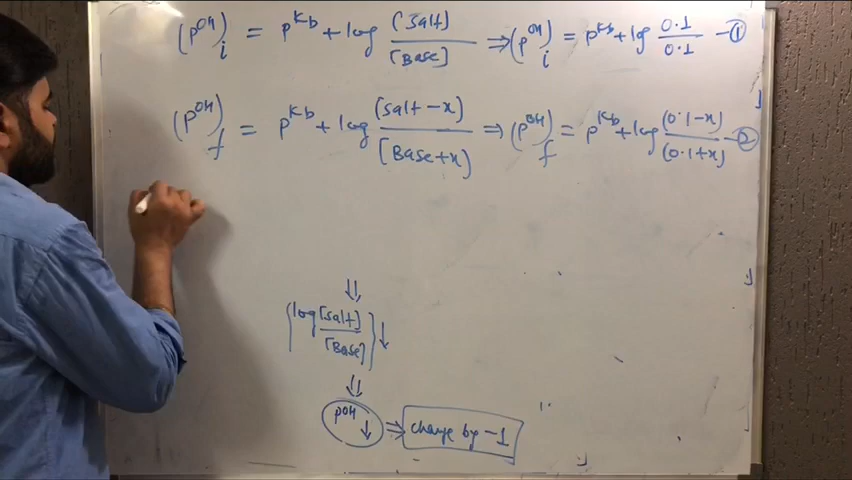 (pOH)i = pKb + log [Salt]/[Base] ⇒ (pOH)i = pKb + log 0.1/0.1 —①
(pOH)f = pKb + log [Salt-x]/[Base+x] ⇒ (pOH)f = pKb + log (0.1-x)/(0.1+x) —②
⇓
{log [Salt]/[Base]} ↓
⇓
pOH ↓ ⇒ change by -1